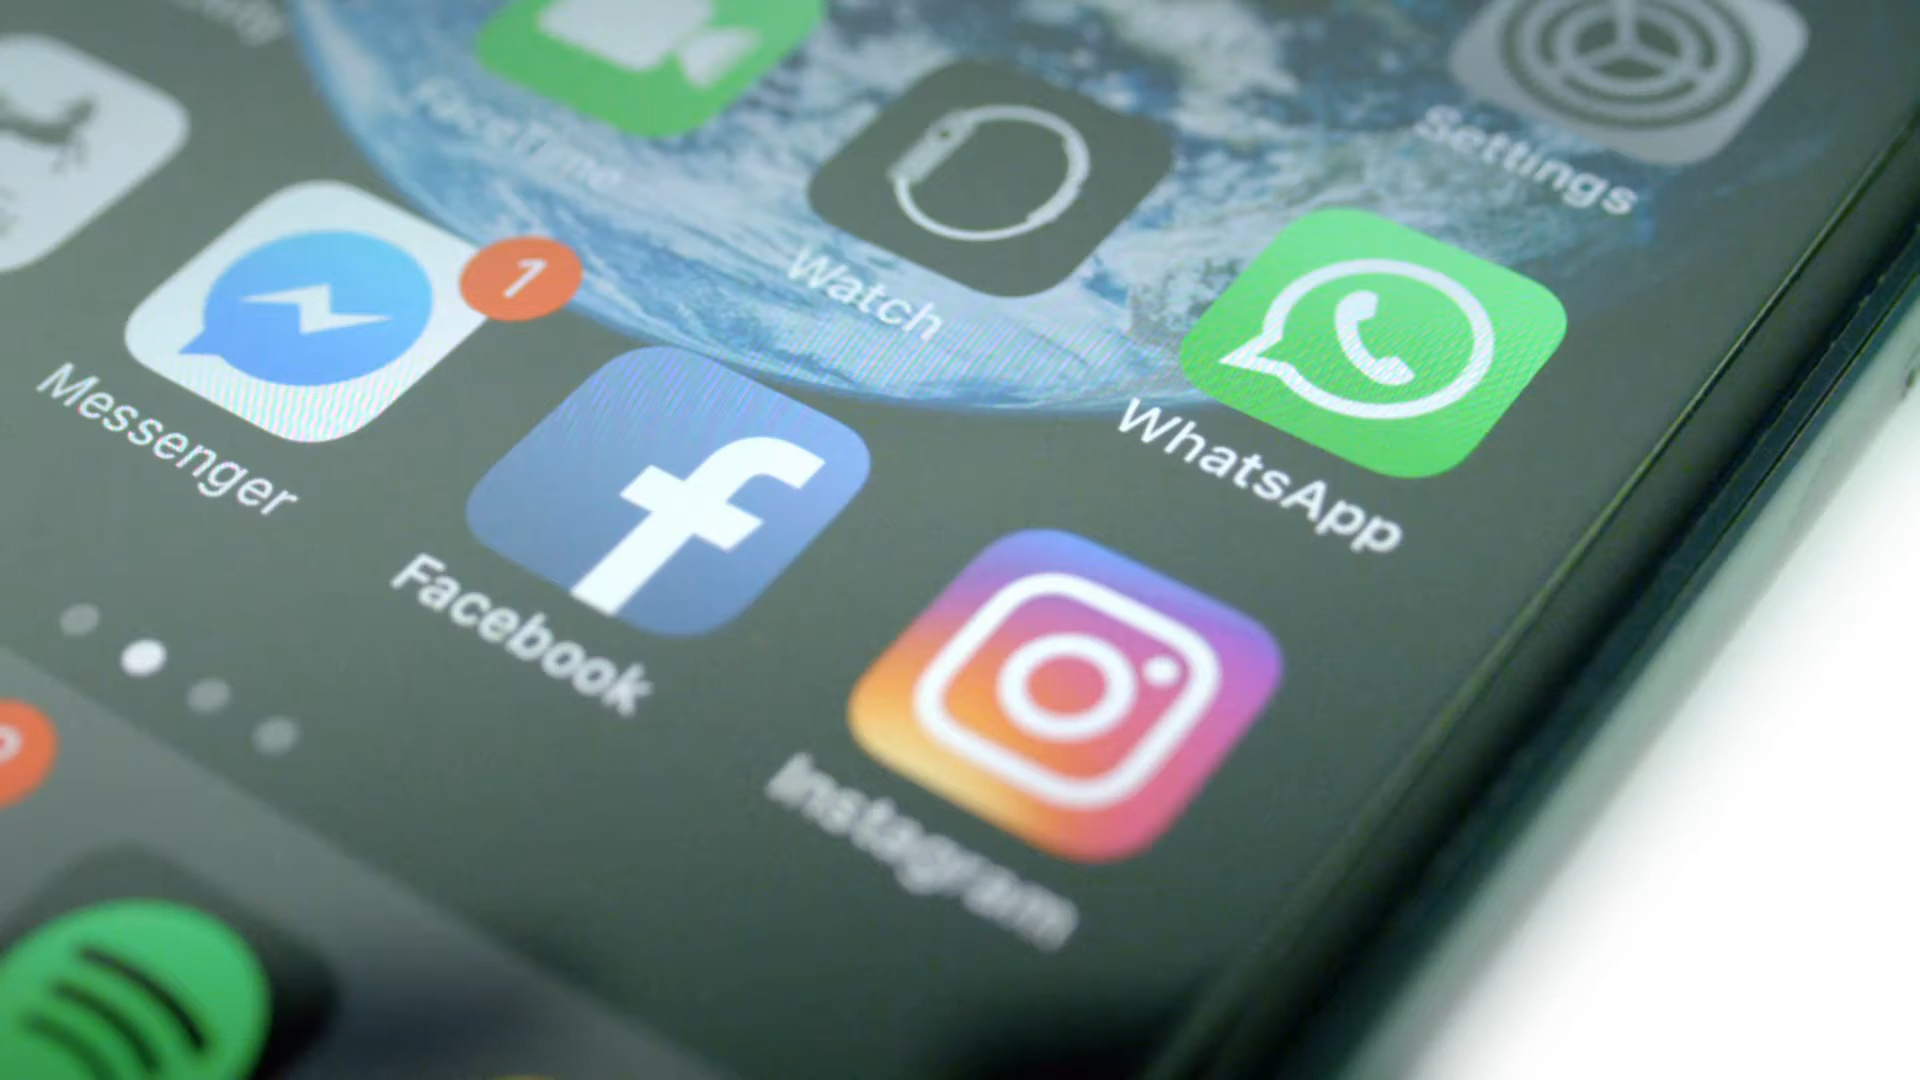 FaceTime
Settings
Watch
1
Messenger
WhatsApp
Facebook
Instagram